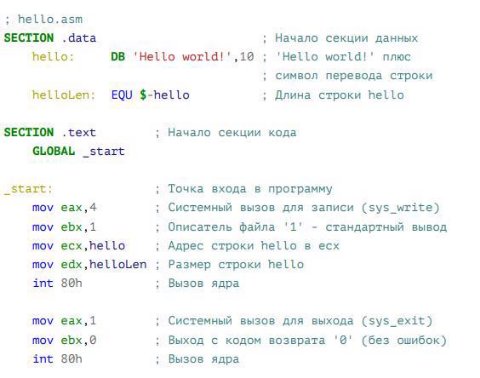 ; hello.asm
SECTION .data                         ; Начало секции данных
    hello:     DB 'Hello world!',10 ; 'Hello world!' плюс
                                    ; символ перевода строки
    helloLen:  EQU $-hello          ; Длина строки hello
SECTION .text        ; Начало секции кода
    GLOBAL _start
_start:              ; Точка входа в программу
    mov eax,4        ; Системный вызов для записи (sys_write)
    mov ebx,1        ; Описатель файла '1' - стандартный вывод
    mov ecx,hello    ; Адрес строки hello в ecx
    mov edx,helloLen ; Размер строки hello
    int 80h          ; Вызов ядра
    mov eax,1        ; Системный вызов для выхода (sys_exit)
    mov ebx,0        ; Выход с кодом возврата '0' (без ошибок)
    int 80h          ; Вызов ядра